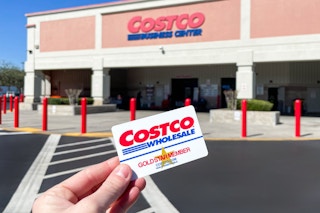 COSTCO
BUSINESS CENTER
COSTCO
WHOLESALE
GOLD STAR MEMBER